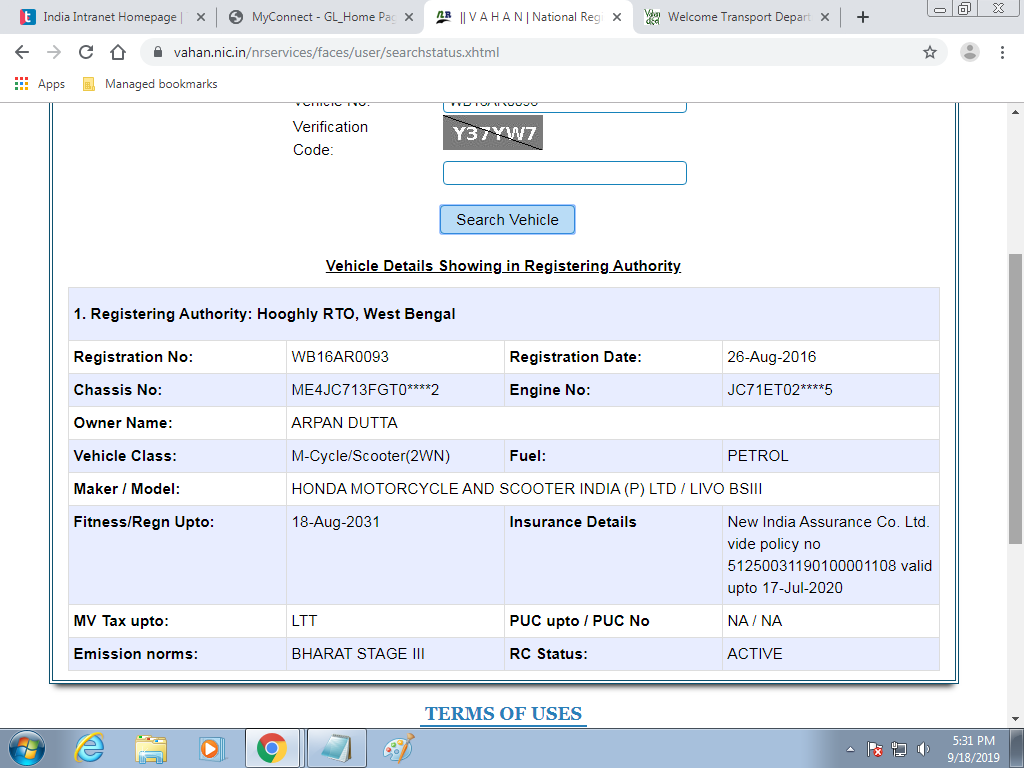 India Intranet Homepage |
MyConnect - GL_Home Pag
|| V A H A N | National Regi
Welcome Transport Depart
vahan.nic.in/nrservices/faces/user/searchstatus.xhtml
Apps
Managed bookmarks
Vehicle No: WB16AR0093
Verification
Code:
Y37YW7
Search Vehicle
Vehicle Details Showing in Registering Authority
1. Registering Authority: Hooghly RTO, West Bengal
Registration No: WB16AR0093 Registration Date: 26-Aug-2016
Chassis No: ME4JC713FGT0****2 Engine No: JC71ET02****5
Owner Name: ARPAN DUTTA
Vehicle Class: M-Cycle/Scooter(2WN) Fuel: PETROL
Maker / Model: HONDA MOTORCYCLE AND SCOOTER INDIA (P) LTD / LIVO BSIII
Fitness/Regn Upto: 18-Aug-2031 Insurance Details New India Assurance Co. Ltd.
vide policy no
51250031190100001108 valid
upto 17-Jul-2020
MV Tax upto: LTT PUC upto / PUC No NA / NA
Emission norms: BHARAT STAGE III RC Status: ACTIVE
TERMS OF USES
5:31 PM
9/18/2019